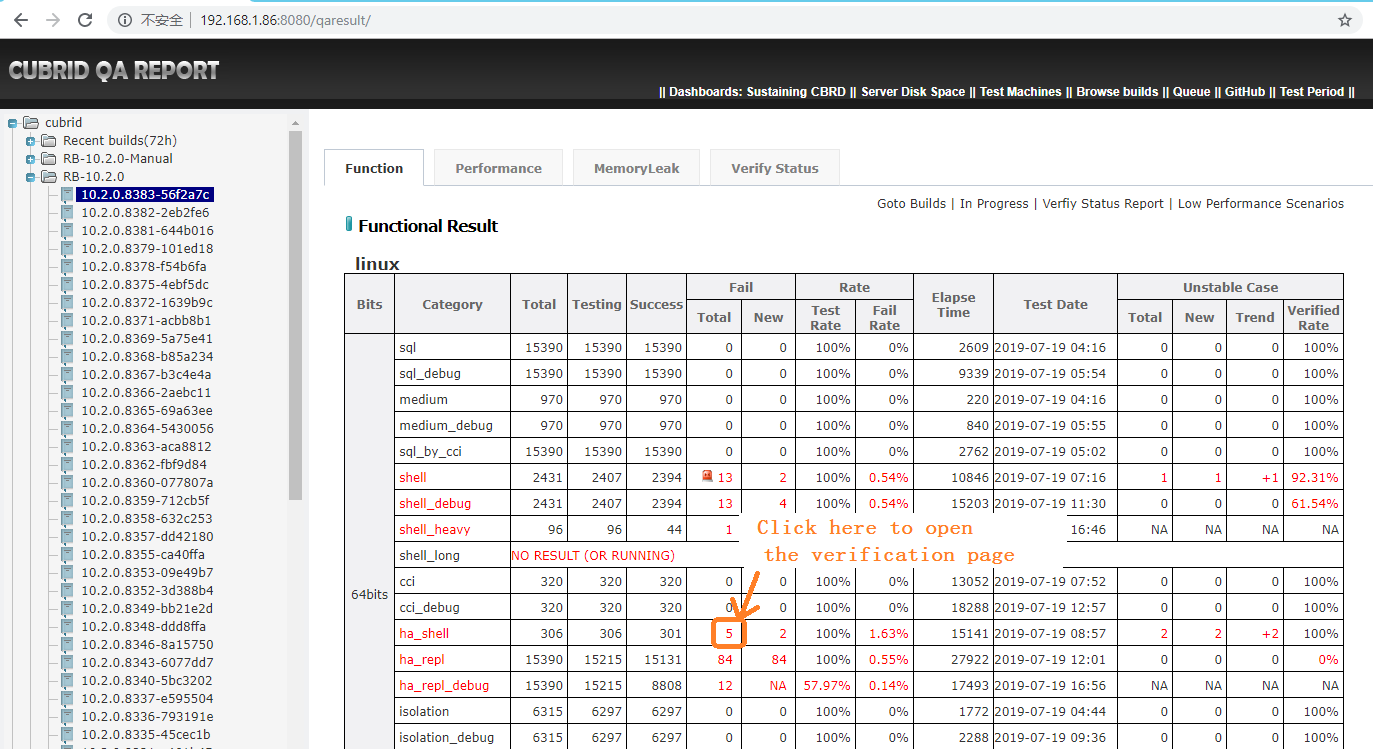 不安全 192.168.1.86:8080/qaresult/
CUBRID QA REPORT
|| Dashboards: Sustaining CBRD || Server Disk Space || Test Machines || Browse builds || Queue || GitHub || Test Period ||
cubrid
Recent builds(72h)
RB-10.2.0-Manual
RB-10.2.0
10.2.0.8383-56f2a7c
10.2.0.8382-2eb2fe6
10.2.0.8381-644b016
10.2.0.8379-101ed18
10.2.0.8378-f54b6fa
10.2.0.8375-4ebf5dc
10.2.0.8372-1639b9c
10.2.0.8371-acbb8b1
10.2.0.8369-5a75e41
10.2.0.8368-b85a234
10.2.0.8367-b3c4e4a
10.2.0.8366-2aebc11
10.2.0.8365-69a63ee
10.2.0.8364-5430056
10.2.0.8363-aca8812
10.2.0.8362-fbf9d84
10.2.0.8360-077807a
10.2.0.8359-712cb5f
10.2.0.8358-632c253
10.2.0.8357-dd42180
10.2.0.8355-ca40ffa
10.2.0.8353-09e49b7
10.2.0.8352-3d388b4
10.2.0.8349-bb21e2d
10.2.0.8348-ddd8ffa
10.2.0.8346-8a15750
10.2.0.8343-6077dd7
10.2.0.8340-5bc3202
10.2.0.8337-e595504
10.2.0.8336-793191e
10.2.0.8335-45cec1b
Function Performance MemoryLeak Verify Status
Goto Builds | In Progress | Verfiy Status Report | Low Performance Scenarios
Functional Result
linux
Bits Category Total Testing Success Fail Rate Elapse Time Test Date Unstable Case
Total New Test Rate Fail Rate Total New Trend Verified Rate
64bits
sql 15390 15390 15390 0 0 100% 0% 2609 2019-07-19 04:16 0 0 0 100%
sql_debug 15390 15390 15390 0 0 100% 0% 9339 2019-07-19 05:54 0 0 0 100%
medium 970 970 970 0 0 100% 0% 220 2019-07-19 04:16 0 0 0 100%
medium_debug 970 970 970 0 0 100% 0% 840 2019-07-19 05:55 0 0 0 100%
sql_by_cci 15390 15390 15390 0 0 100% 0% 2762 2019-07-19 05:02 0 0 0 100%
shell 2431 2407 2394 13 2 100% 0.54% 10846 2019-07-19 07:16 1 1 +1 92.31%
shell_debug 2431 2407 2394 13 4 100% 0.54% 15203 2019-07-19 11:30 0 0 0 61.54%
shell_heavy 96 96 44 1 16:46 NA NA NA NA
Click here to open
the verification page
shell_long NO RESULT (OR RUNNING)
cci 320 320 320 0 0 100% 0% 13052 2019-07-19 07:52 0 0 0 100%
cci_debug 320 320 320 0 0 100% 0% 18288 2019-07-19 12:57 0 0 0 100%
ha_shell 306 306 301 5 2 100% 1.63% 15141 2019-07-19 08:57 2 2 +2 100%
ha_repl 15390 15215 15131 84 84 100% 0.55% 27922 2019-07-19 12:01 0 0 0 0%
ha_repl_debug 15390 15215 8808 12 NA 57.97% 0.14% 17493 2019-07-19 16:56 NA NA NA NA
isolation 6315 6297 6297 0 0 100% 0% 1772 2019-07-19 04:44 0 0 0 100%
isolation_debug 6315 6297 6297 0 0 100% 0% 2288 2019-07-19 09:36 0 0 0 100%